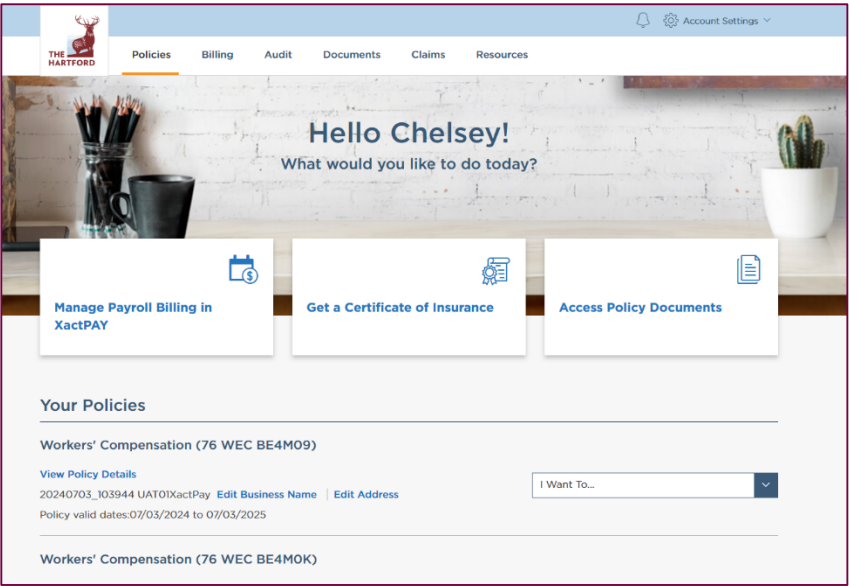 Account Settings
THE
HARTFORD
Policies Billing Audit Documents Claims Resources
Hello Chelsey!
What would you like to do today?
$
Manage Payroll Billing in
XactPAY
Get a Certificate of Insurance
Access Policy Documents
Your Policies
Workers' Compensation (76 WEC BE4M09)
View Policy Details
I Want To...
20240703_103944 UAT01XactPay Edit Business Name | Edit Address
Policy valid dates:07/03/2024 to 07/03/2025
Workers' Compensation (76 WEC BE4M0K)